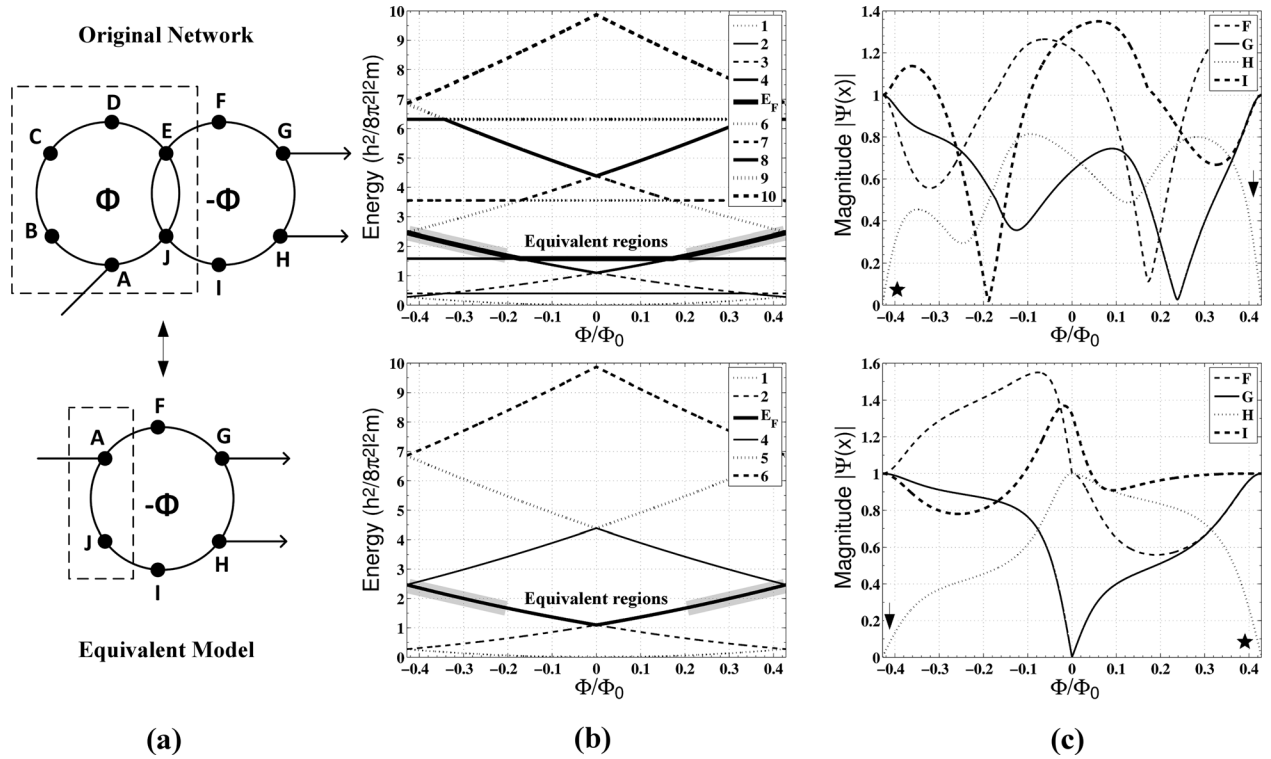 Original Network
D
F
C
E
G
Φ
-Φ
B
J
H
A
I
F
A
G
-Φ
J
H
I
Equivalent Model
(a)
Energy (h²/8π²l²m)
10
9
8
7
6
5
4
3
2
1
0
−0.4 −0.3 −0.2 −0.1 0 0.1 0.2 0.3 0.4
Φ/Φ₀
Equivalent regions
1
2
3
4
E_F
6
7
8
9
10
Energy (h²/8π²l²m)
10
9
8
7
6
5
4
3
2
1
0
−0.4 −0.3 −0.2 −0.1 0 0.1 0.2 0.3 0.4
Φ/Φ₀
Equivalent regions
1
2
E_F
4
5
6
(b)
Magnitude |Ψ(x)|
1.4
1.2
1
0.8
0.6
0.4
0.2
0
−0.4 −0.3 −0.2 −0.1 0 0.1 0.2 0.3 0.4
Φ/Φ₀
F
G
H
I
Magnitude |Ψ(x)|
1.6
1.4
1.2
1
0.8
0.6
0.4
0.2
0
−0.4 −0.3 −0.2 −0.1 0 0.1 0.2 0.3 0.4
Φ/Φ₀
F
G
H
I
(c)